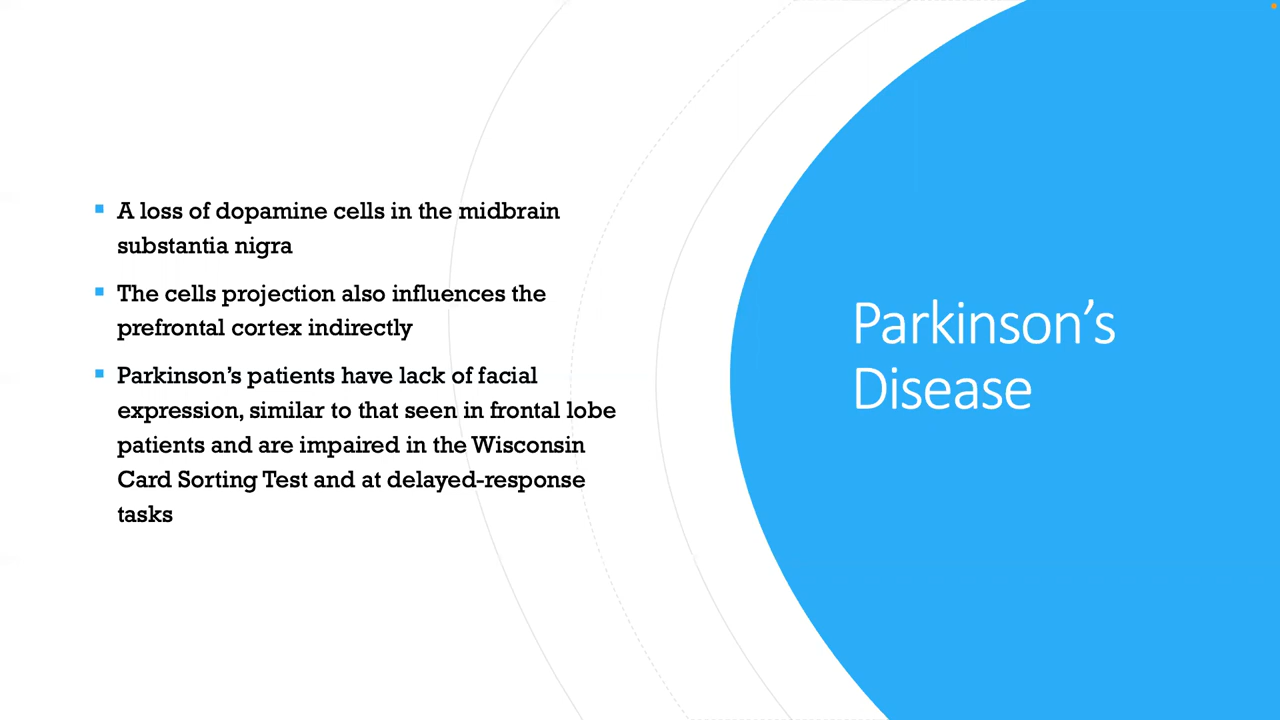 A loss of dopamine cells in the midbrain
substantia nigra
The cells projection also influences the
prefrontal cortex indirectly
Parkinson’s patients have lack of facial
expression, similar to that seen in frontal lobe
patients and are impaired in the Wisconsin
Card Sorting Test and at delayed-response
tasks
Parkinson’s
Disease